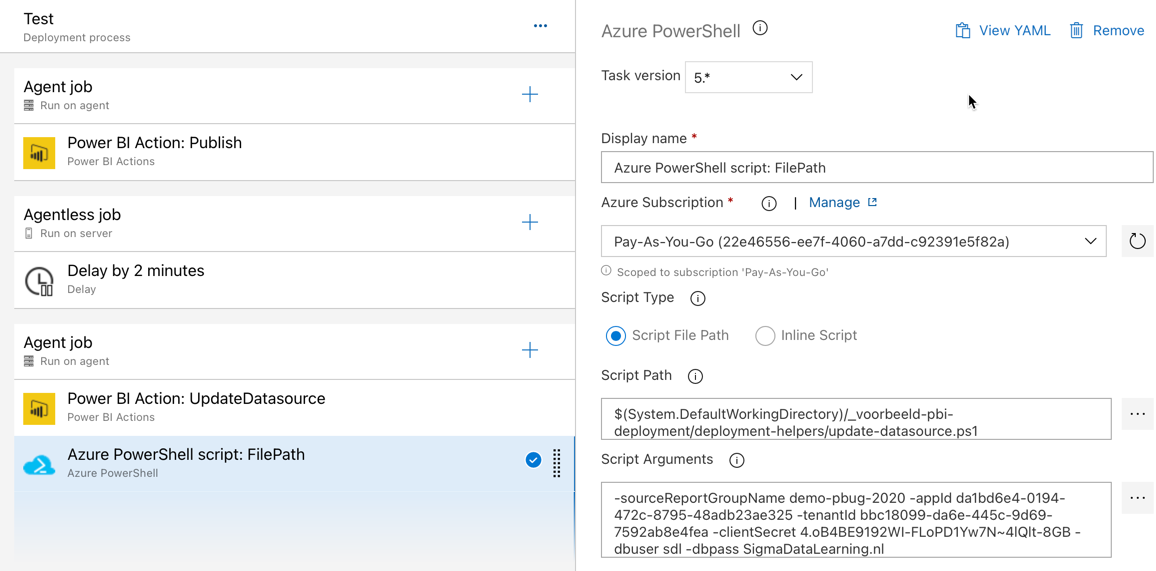 Test
Deployment process
Agent job
Run on agent
Power BI Action: Publish
Power BI Actions
Agentless job
Run on server
Delay by 2 minutes
Delay
Agent job
Run on agent
Power BI Action: UpdateDatasource
Power BI Actions
Azure PowerShell script: FilePath
Azure PowerShell
Azure PowerShell
View YAML
Remove
Task version
5.*
Display name *
Azure PowerShell script: FilePath
Azure Subscription *
| Manage
Pay-As-You-Go (22e46556-ee7f-4060-a7dd-c92391e5f82a)
Scoped to subscription 'Pay-As-You-Go'
Script Type
Script File Path
Inline Script
Script Path
$(System.DefaultWorkingDirectory)/_voorbeeld-pbi-
deployment/deployment-helpers/update-datasource.ps1
Script Arguments
-sourceReportGroupName demo-pbug-2020 -appId da1bd6e4-0194-
472c-8795-48adb23ae325 -tenantId bbc18099-da6e-445c-9d69-
7592ab8e4fea -clientSecret 4.oB4BE9192WI-FLoPD1Yw7N~4lQlt-8GB -
dbuser sdl -dbpass SigmaDataLearning.nl